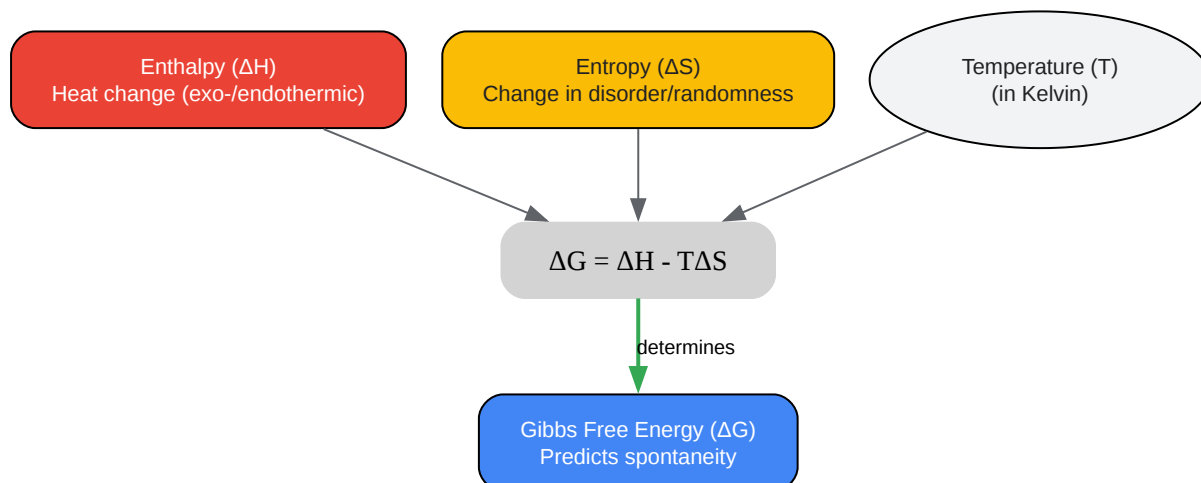 Enthalpy (ΔH)
Heat change (exo-/endothermic)
Entropy (ΔS)
Change in disorder/randomness
Temperature (T)
(in Kelvin)
ΔG = ΔH - TΔS
determines
Gibbs Free Energy (ΔG)
Predicts spontaneity